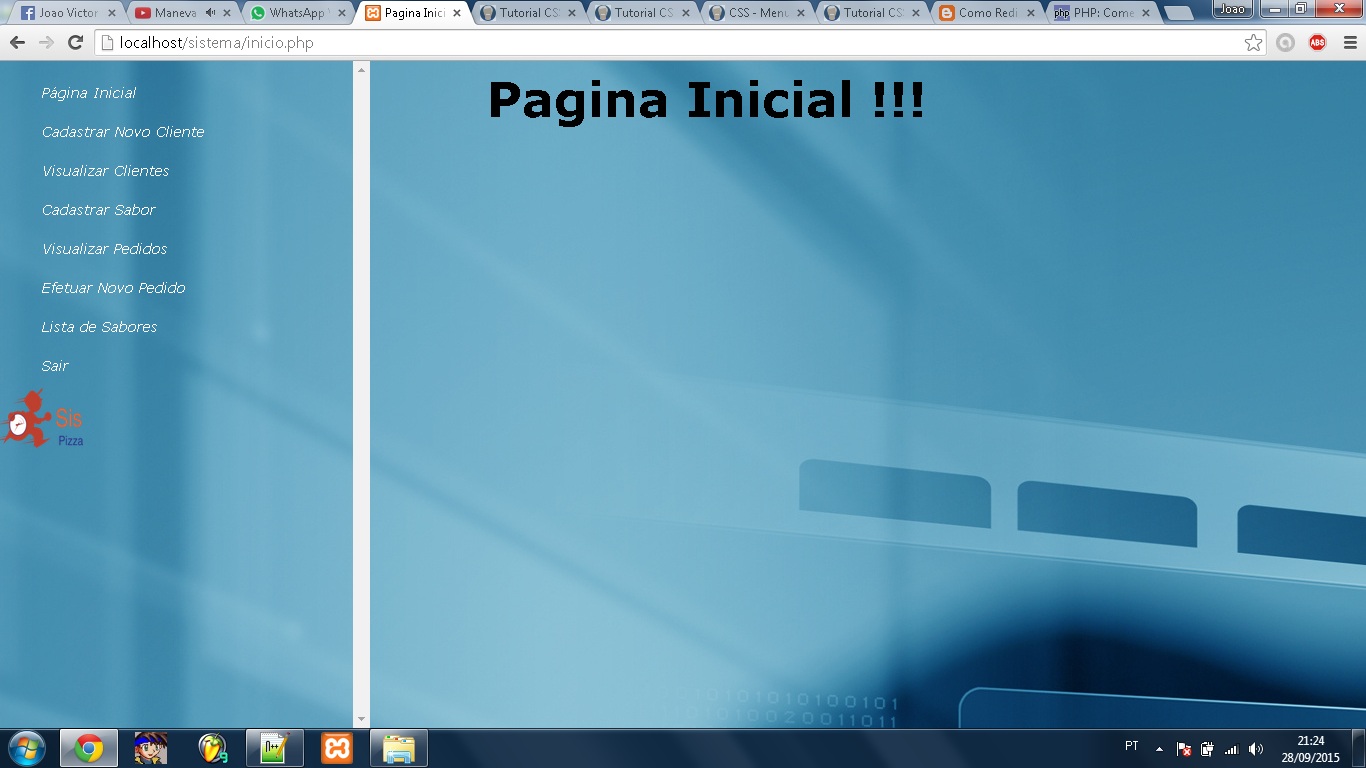 Joao Victor
Maneva
WhatsApp
Pagina Inici
Tutorial CS
Tutorial CS
CSS - Menu
Tutorial CS
Como Redi
php PHP: Come
Joao
localhost/sistema/inicio.php
ABS
Página Inicial
Cadastrar Novo Cliente
Visualizar Clientes
Cadastrar Sabor
Visualizar Pedidos
Efetuar Novo Pedido
Lista de Sabores
Sair
Sis
Pizza
Pagina Inicial !!!
PT
21:24
28/09/2015